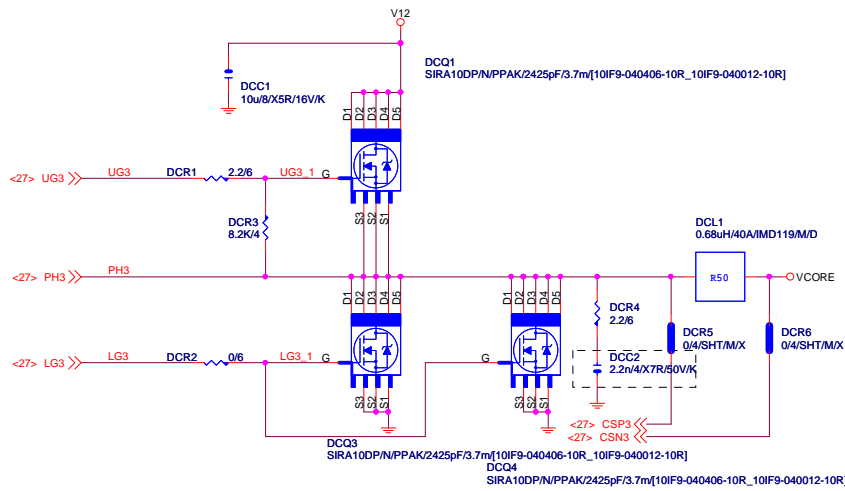 V12
DCQ1
SIRA10DP/N/PPAK/2425pF/3.7m/[10IF9-040406-10R_10IF9-040012-10R]
DCC1
10u/8/X5R/16V/K
D1
D2
D3
D4
D5
<27> UG3
UG3
DCR1
2.2/6
UG3_1
G
S3
S2
S1
DCR3
8.2K/4
DCL1
0.68uH/40A/IMD119/M/D
<27> PH3
PH3
R50
VCORE
D1
D2
D3
D4
D5
D1
D2
D3
D4
D5
DCR4
2.2/6
DCR5
0/4/SHT/M/X
DCR6
0/4/SHT/M/X
<27> LG3
LG3
DCR2
0/6
LG3_1
G
G
DCC2
2.2n/4/X7R/50V/K
S3
S2
S1
S3
S2
S1
<27> CSP3
<27> CSN3
DCQ3
SIRA10DP/N/PPAK/2425pF/3.7m/[10IF9-040406-10R_10IF9-040012-10R]
DCQ4
SIRA10DP/N/PPAK/2425pF/3.7m/[10IF9-040406-10R_10IF9-040012-10R]